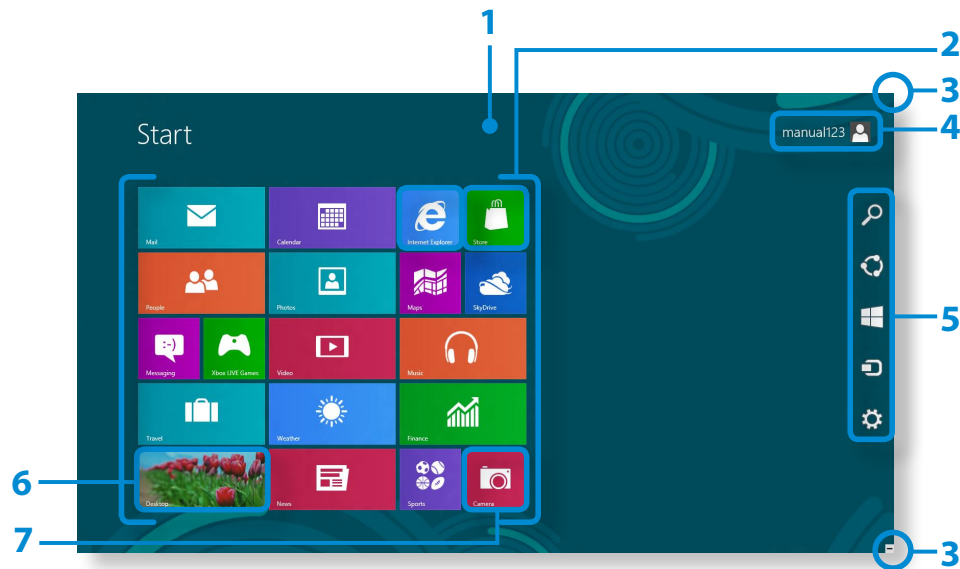 1
2
3
Start
manual123
4
Mail
Calendar
Internet Explorer
Store
People
Photos
Maps
SkyDrive
5
Messaging
Xbox LIVE Games
Video
Music
Travel
Weather
Finance
6
Desktop
News
Sports
Camera
7
3